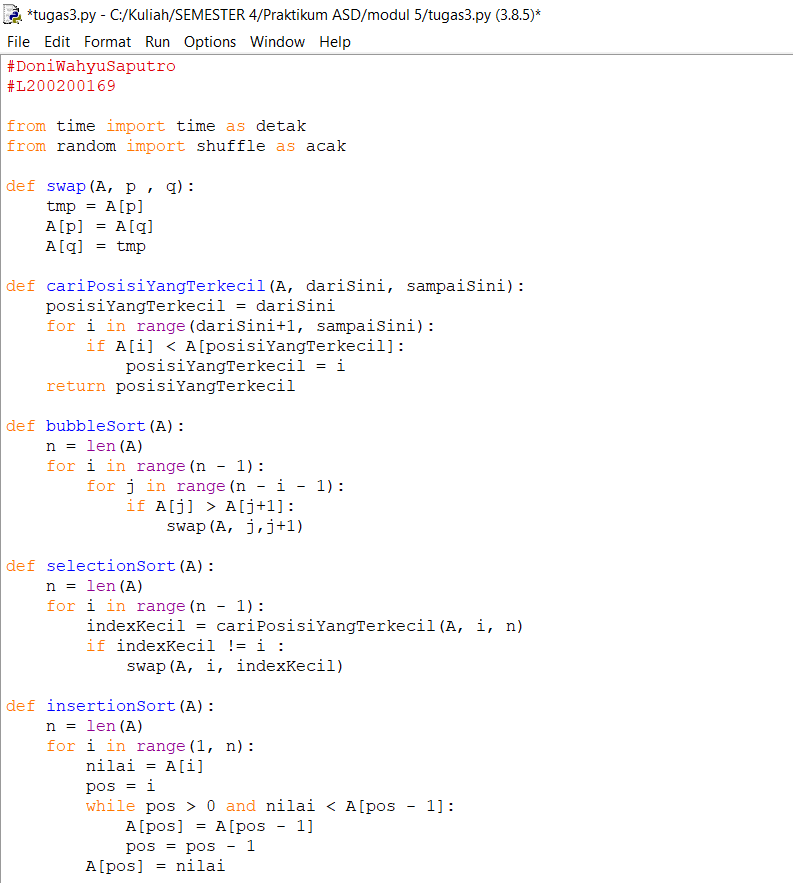 *tugas3.py - C:/Kuliah/SEMESTER 4/Praktikum ASD/modul 5/tugas3.py (3.8.5)*
File Edit Format Run Options Window Help
#DoniWahyuSaputro
#L200200169

from time import time as detak
from random import shuffle as acak

def swap(A, p , q):
    tmp = A[p]
    A[p] = A[q]
    A[q] = tmp

def cariPosisiYangTerkecil(A, dariSini, sampaiSini):
    posisiYangTerkecil = dariSini
    for i in range(dariSini+1, sampaiSini):
        if A[i] < A[posisiYangTerkecil]:
            posisiYangTerkecil = i
    return posisiYangTerkecil

def bubbleSort(A):
    n = len(A)
    for i in range(n - 1):
        for j in range(n - i - 1):
            if A[j] > A[j+1]:
                swap(A, j,j+1)

def selectionSort(A):
    n = len(A)
    for i in range(n - 1):
        indexKecil = cariPosisiYangTerkecil(A, i, n)
        if indexKecil != i :
            swap(A, i, indexKecil)

def insertionSort(A):
    n = len(A)
    for i in range(1, n):
        nilai = A[i]
        pos = i
        while pos > 0 and nilai < A[pos - 1]:
            A[pos] = A[pos - 1]
            pos = pos - 1
        A[pos] = nilai